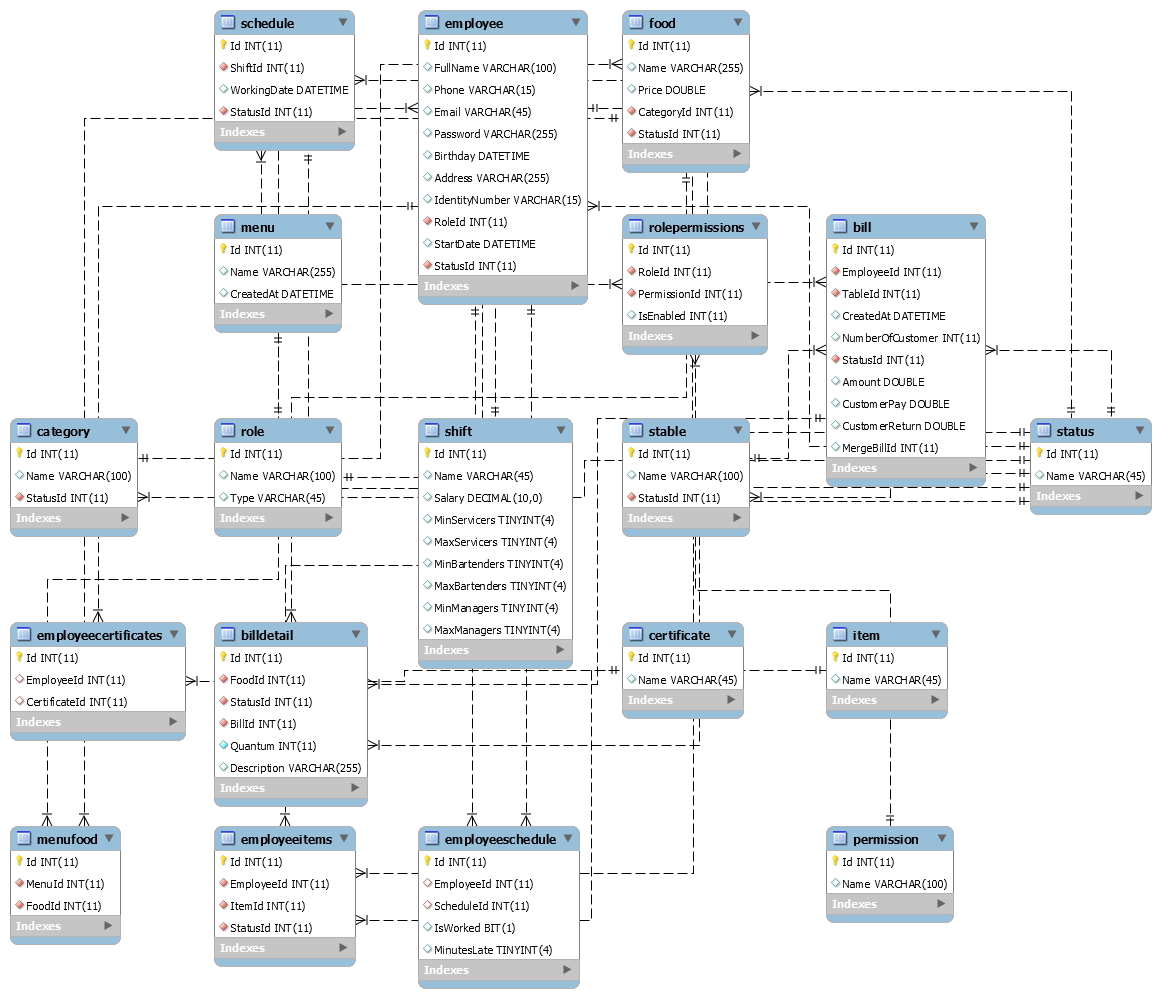 schedule
Id INT(11)
ShiftId INT(11)
WorkingDate DATETIME
StatusId INT(11)
Indexes
employee
Id INT(11)
FullName VARCHAR(100)
Phone VARCHAR(15)
Email VARCHAR(45)
Password VARCHAR(255)
Birthday DATETIME
Address VARCHAR(255)
IdentityNumber VARCHAR(15)
RoleId INT(11)
StartDate DATETIME
StatusId INT(11)
Indexes
food
Id INT(11)
Name VARCHAR(255)
Price DOUBLE
CategoryId INT(11)
StatusId INT(11)
Indexes
menu
Id INT(11)
Name VARCHAR(255)
CreatedAt DATETIME
Indexes
rolepermissions
Id INT(11)
RoleId INT(11)
PermissionId INT(11)
IsEnabled INT(11)
Indexes
bill
Id INT(11)
EmployeeId INT(11)
TableId INT(11)
CreatedAt DATETIME
NumberOfCustomer INT(11)
StatusId INT(11)
Amount DOUBLE
CustomerPay DOUBLE
CustomerReturn DOUBLE
MergeBillId INT(11)
Indexes
category
Id INT(11)
Name VARCHAR(100)
StatusId INT(11)
Indexes
role
Id INT(11)
Name VARCHAR(100)
Type VARCHAR(45)
Indexes
shift
Id INT(11)
Name VARCHAR(45)
Salary DECIMAL(10,0)
MinServicers TINYINT(4)
MaxServicers TINYINT(4)
MinBartenders TINYINT(4)
MaxBartenders TINYINT(4)
MinManagers TINYINT(4)
MaxManagers TINYINT(4)
Indexes
stable
Id INT(11)
Name VARCHAR(100)
StatusId INT(11)
Indexes
status
Id INT(11)
Name VARCHAR(45)
Indexes
employeecertificates
Id INT(11)
EmployeeId INT(11)
CertificateId INT(11)
Indexes
billdetail
Id INT(11)
FoodId INT(11)
StatusId INT(11)
BillId INT(11)
Quantum INT(11)
Description VARCHAR(255)
Indexes
certificate
Id INT(11)
Name VARCHAR(45)
Indexes
item
Id INT(11)
Name VARCHAR(45)
Indexes
menufood
Id INT(11)
MenuId INT(11)
FoodId INT(11)
Indexes
employeeitems
Id INT(11)
EmployeeId INT(11)
ItemId INT(11)
StatusId INT(11)
Indexes
employeeschedule
Id INT(11)
EmployeeId INT(11)
ScheduleId INT(11)
IsWorked BIT(1)
MinutesLate TINYINT(4)
Indexes
permission
Id INT(11)
Name VARCHAR(100)
Indexes